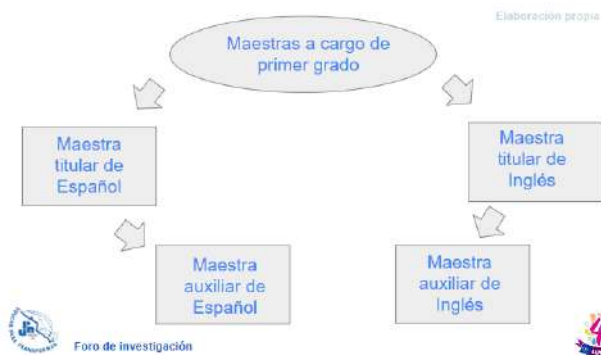 Elaboración propia
Maestras a cargo de
primer grado
Maestra
titular de
Español
Maestra
titular de
Inglés
Maestra
auxiliar de
Español
Maestra
auxiliar de
Inglés
Foro de investigación